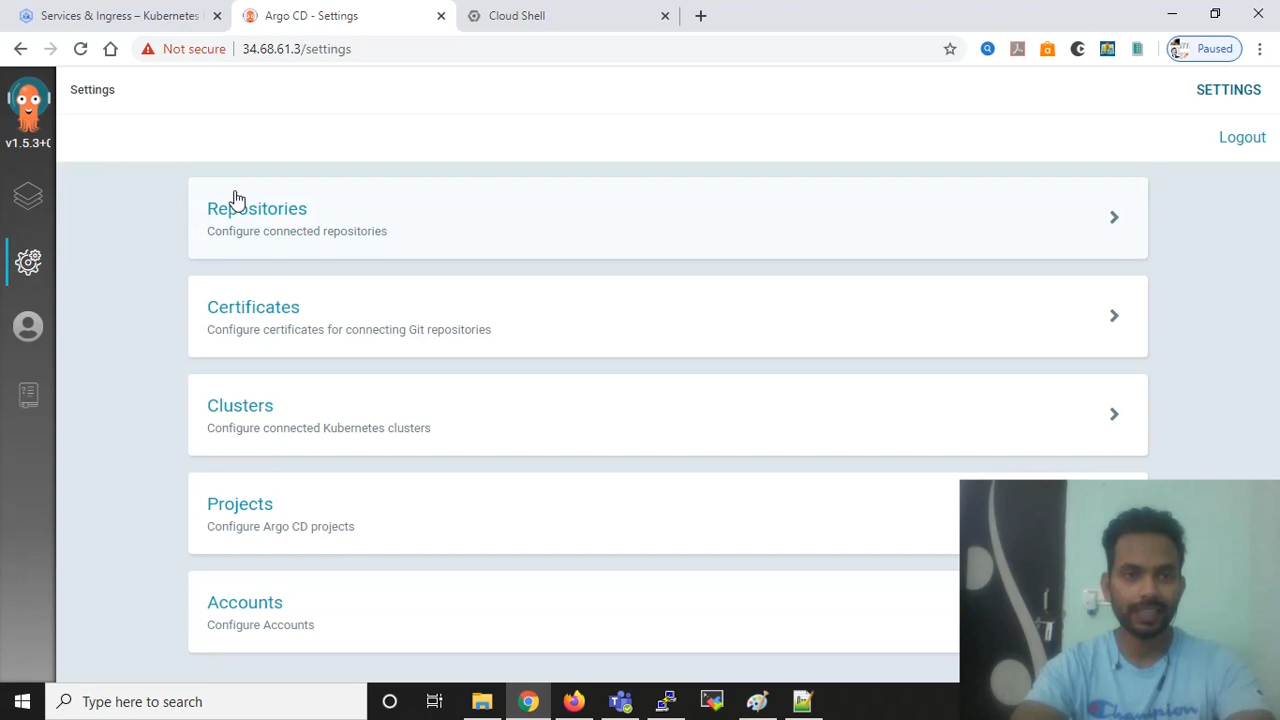 Services & Ingress – Kubernetes
Argo CD - Settings
Cloud Shell
Not secure
34.68.61.3/settings
Paused
Settings
SETTINGS
v1.5.3+0
Logout
Repositories
Configure connected repositories
Certificates
Configure certificates for connecting Git repositories
Clusters
Configure connected Kubernetes clusters
Projects
Configure Argo CD projects
Accounts
Configure Accounts
Champion
Type here to search